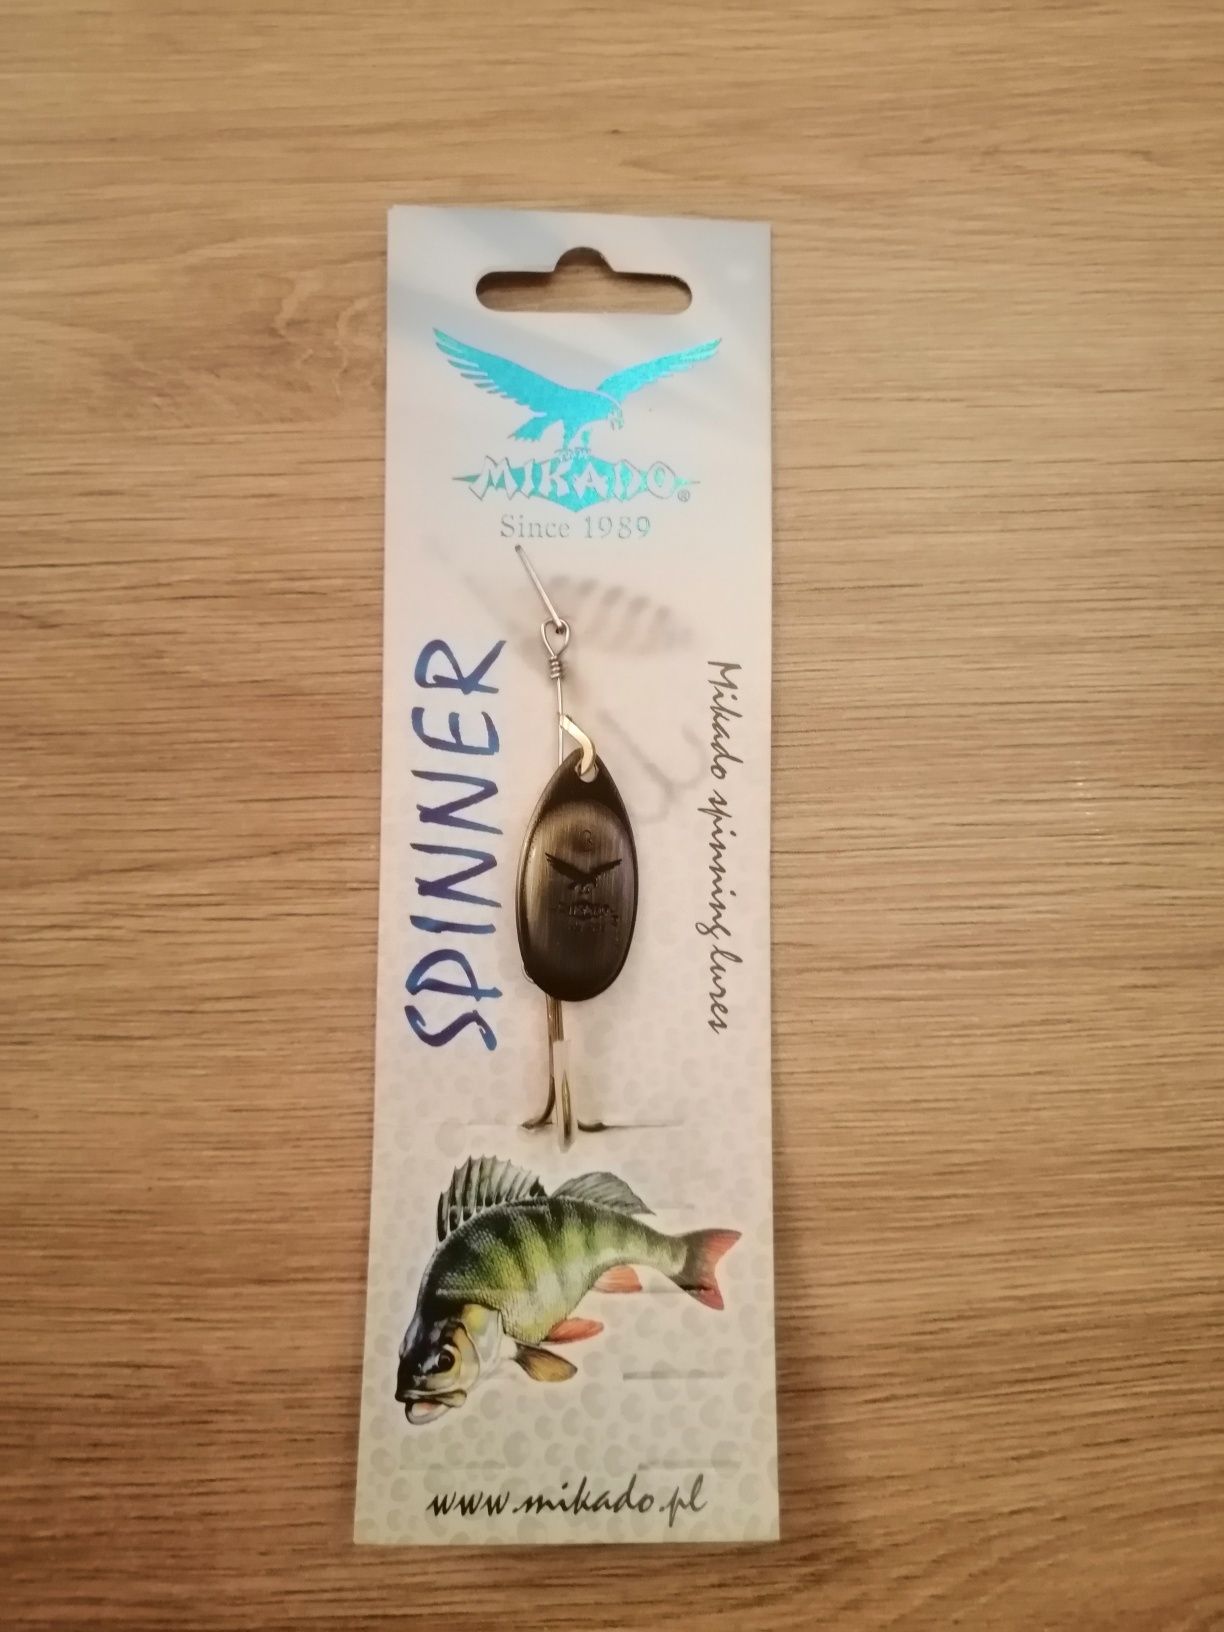 MIKADO®
Since 1989
SPINNER
Mikado spinning lures
www.mikado.pl